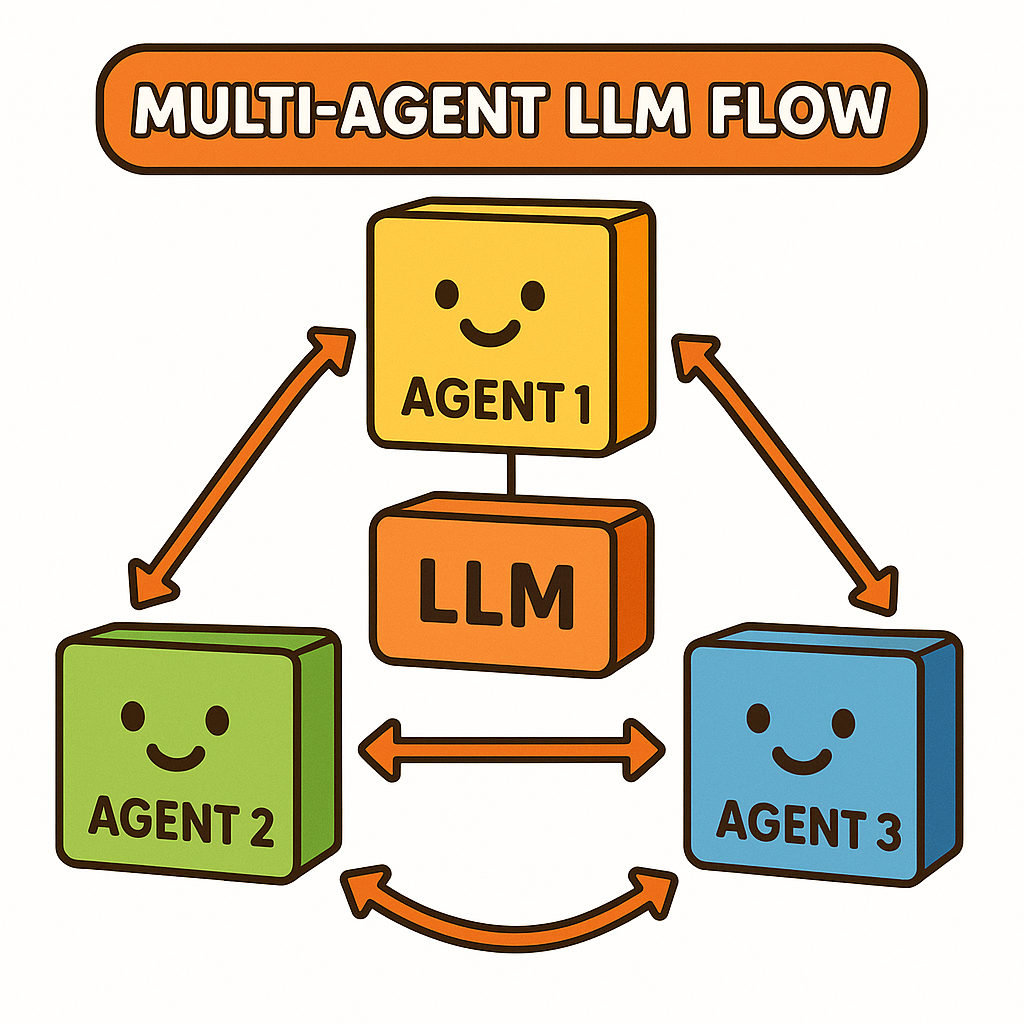 MULTI-AGENT LLM FLOW
AGENT 1
LLM
AGENT 2
AGENT 3